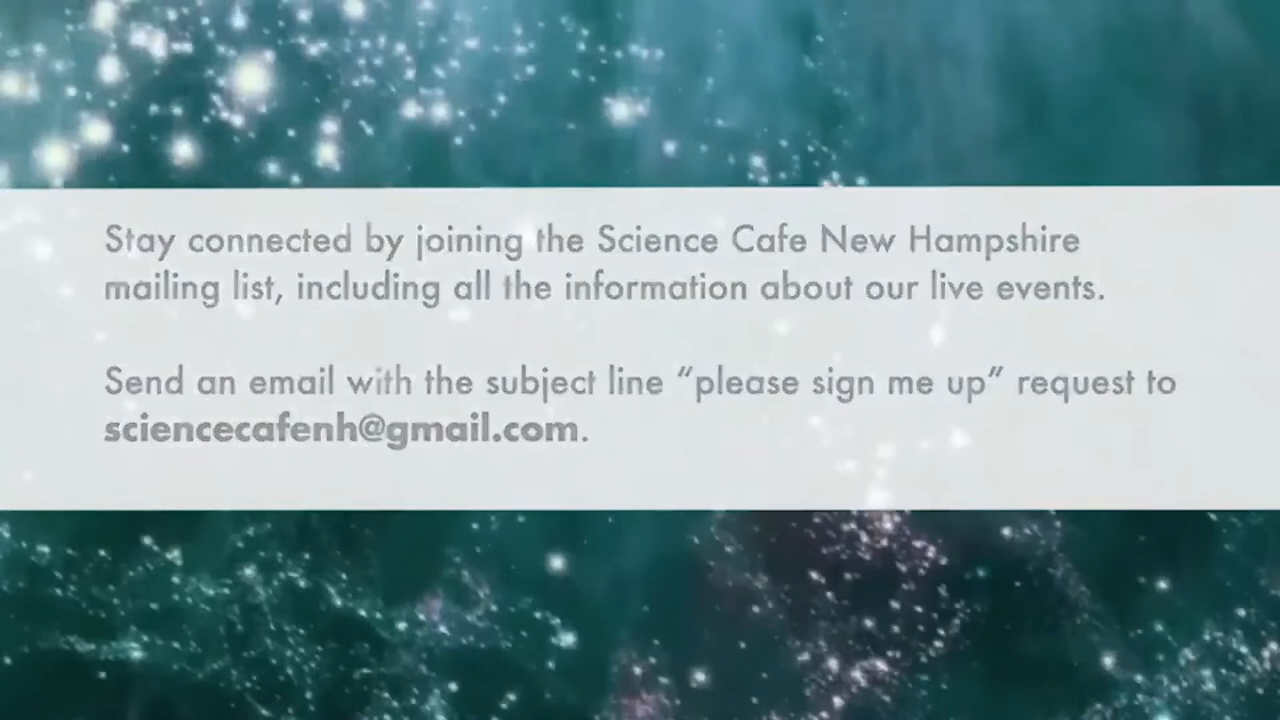 Stay connected by joining the Science Cafe New Hampshire
mailing list, including all the information about our live events.
Send an email with the subject line “please sign me up” request to
sciencecafenh@gmail.com.